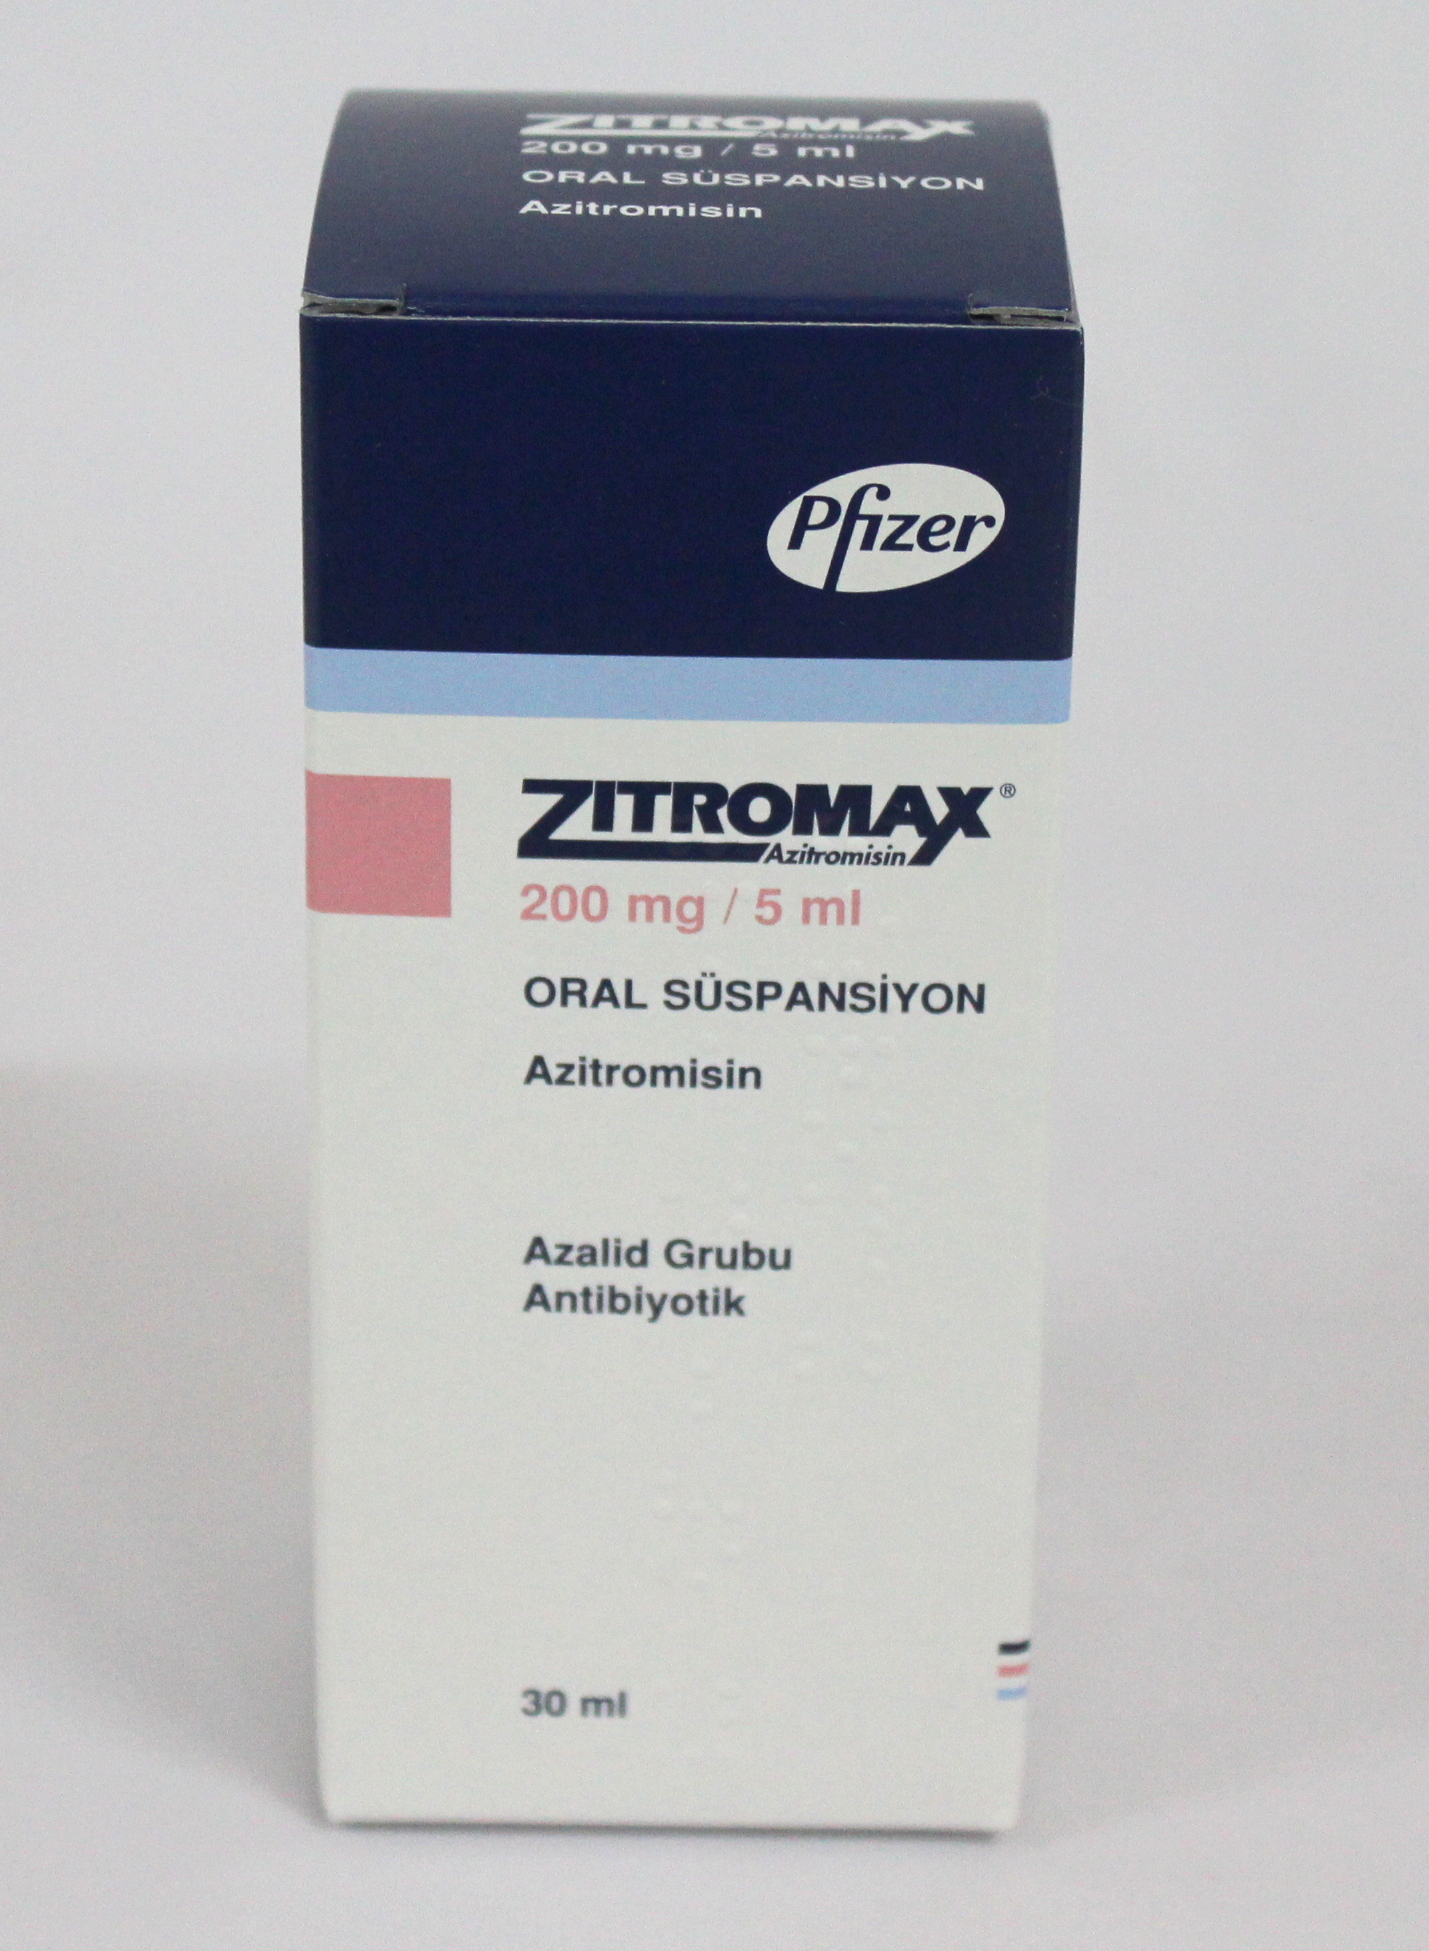 ZITROMAX
Azitromisin
200 mg / 5 ml
ORAL SÜSPANSİYON
Azitromisin
Pfizer
ZITROMAX®
Azitromisin
200 mg / 5 ml
ORAL SÜSPANSİYON
Azitromisin
Azalid Grubu
Antibiyotik
30 ml